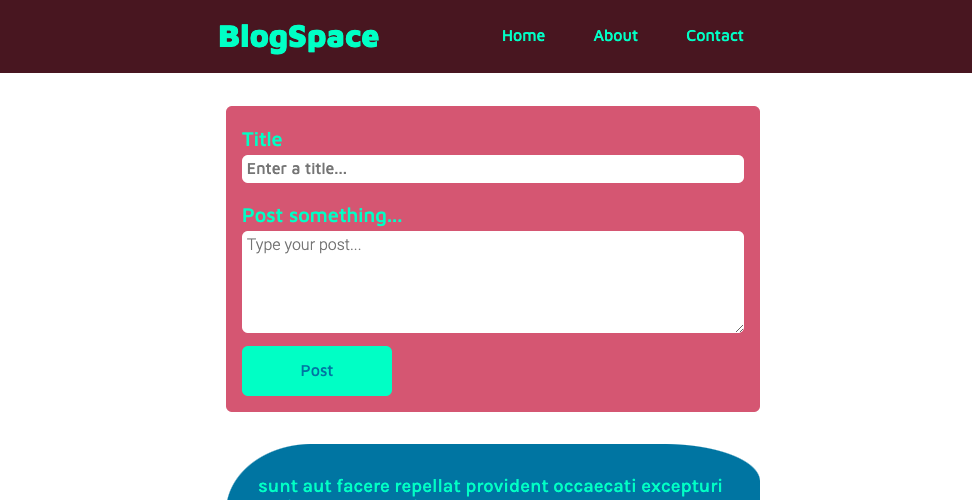 BlogSpace
Home About Contact
Title
Enter a title...
Post something...
Type your post...
Post
sunt aut facere repellat provident occaecati excepturi